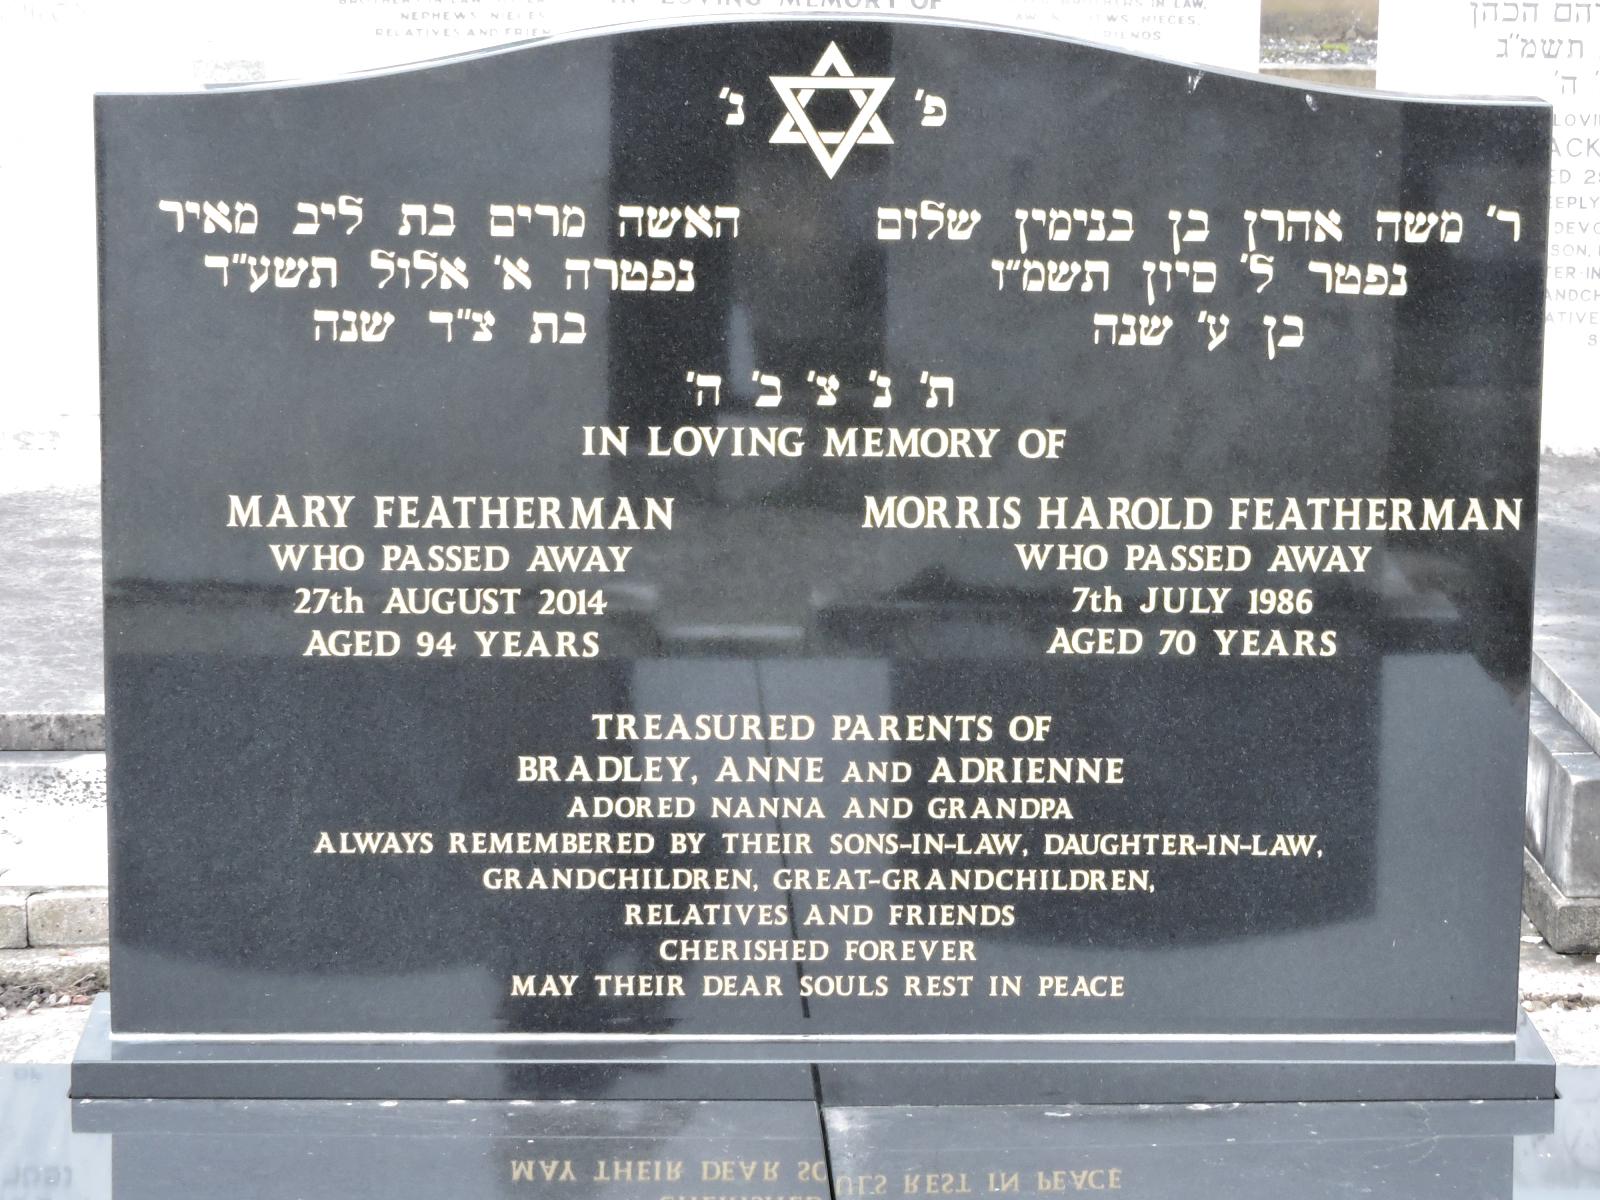 פ' נ'
ר' משה אהרן בן בנימין שלום
נפטר ל' סיון תשמ"ו
בן ע' שנה
האשה מרים בת ליב מאיר
נפטרה א' אלול תשע"ד
בת צ"ד שנה
ת' נ' צ' ב' ה'
IN LOVING MEMORY OF
MARY FEATHERMAN
WHO PASSED AWAY
27th AUGUST 2014
AGED 94 YEARS
MORRIS HAROLD FEATHERMAN
WHO PASSED AWAY
7th JULY 1986
AGED 70 YEARS
TREASURED PARENTS OF
BRADLEY, ANNE AND ADRIENNE
ADORED NANNA AND GRANDPA
ALWAYS REMEMBERED BY THEIR SONS-IN-LAW, DAUGHTER-IN-LAW,
GRANDCHILDREN, GREAT-GRANDCHILDREN,
RELATIVES AND FRIENDS
CHERISHED FOREVER
MAY THEIR DEAR SOULS REST IN PEACE